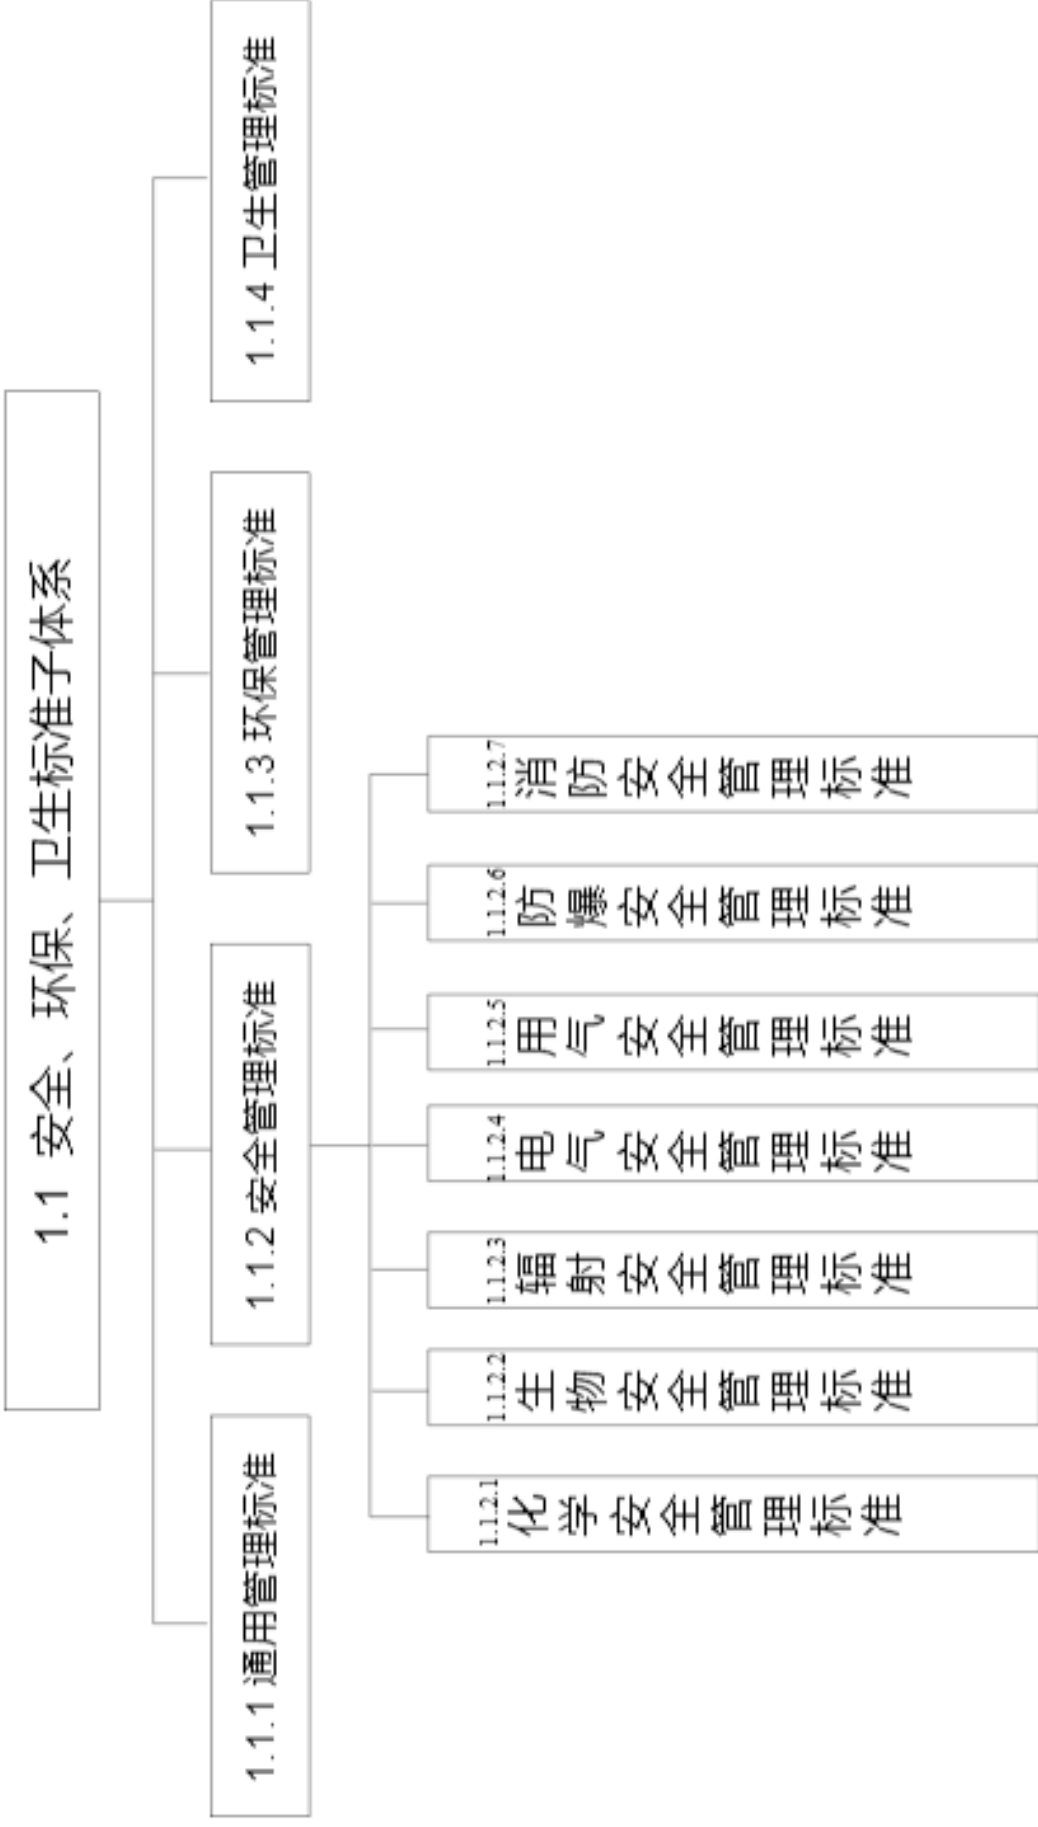 1.1 安全、环保、卫生标准子体系
1.1.1 通用管理标准
1.1.2 安全管理标准
1.1.3 环保管理标准
1.1.4 卫生管理标准
1.1.2.1
化学安全管理标准
1.1.2.2
生物安全管理标准
1.1.2.3
辐射安全管理标准
1.1.2.4
电气安全管理标准
1.1.2.5
用气安全管理标准
1.1.2.6
防爆安全管理标准
1.1.2.7
消防安全管理标准